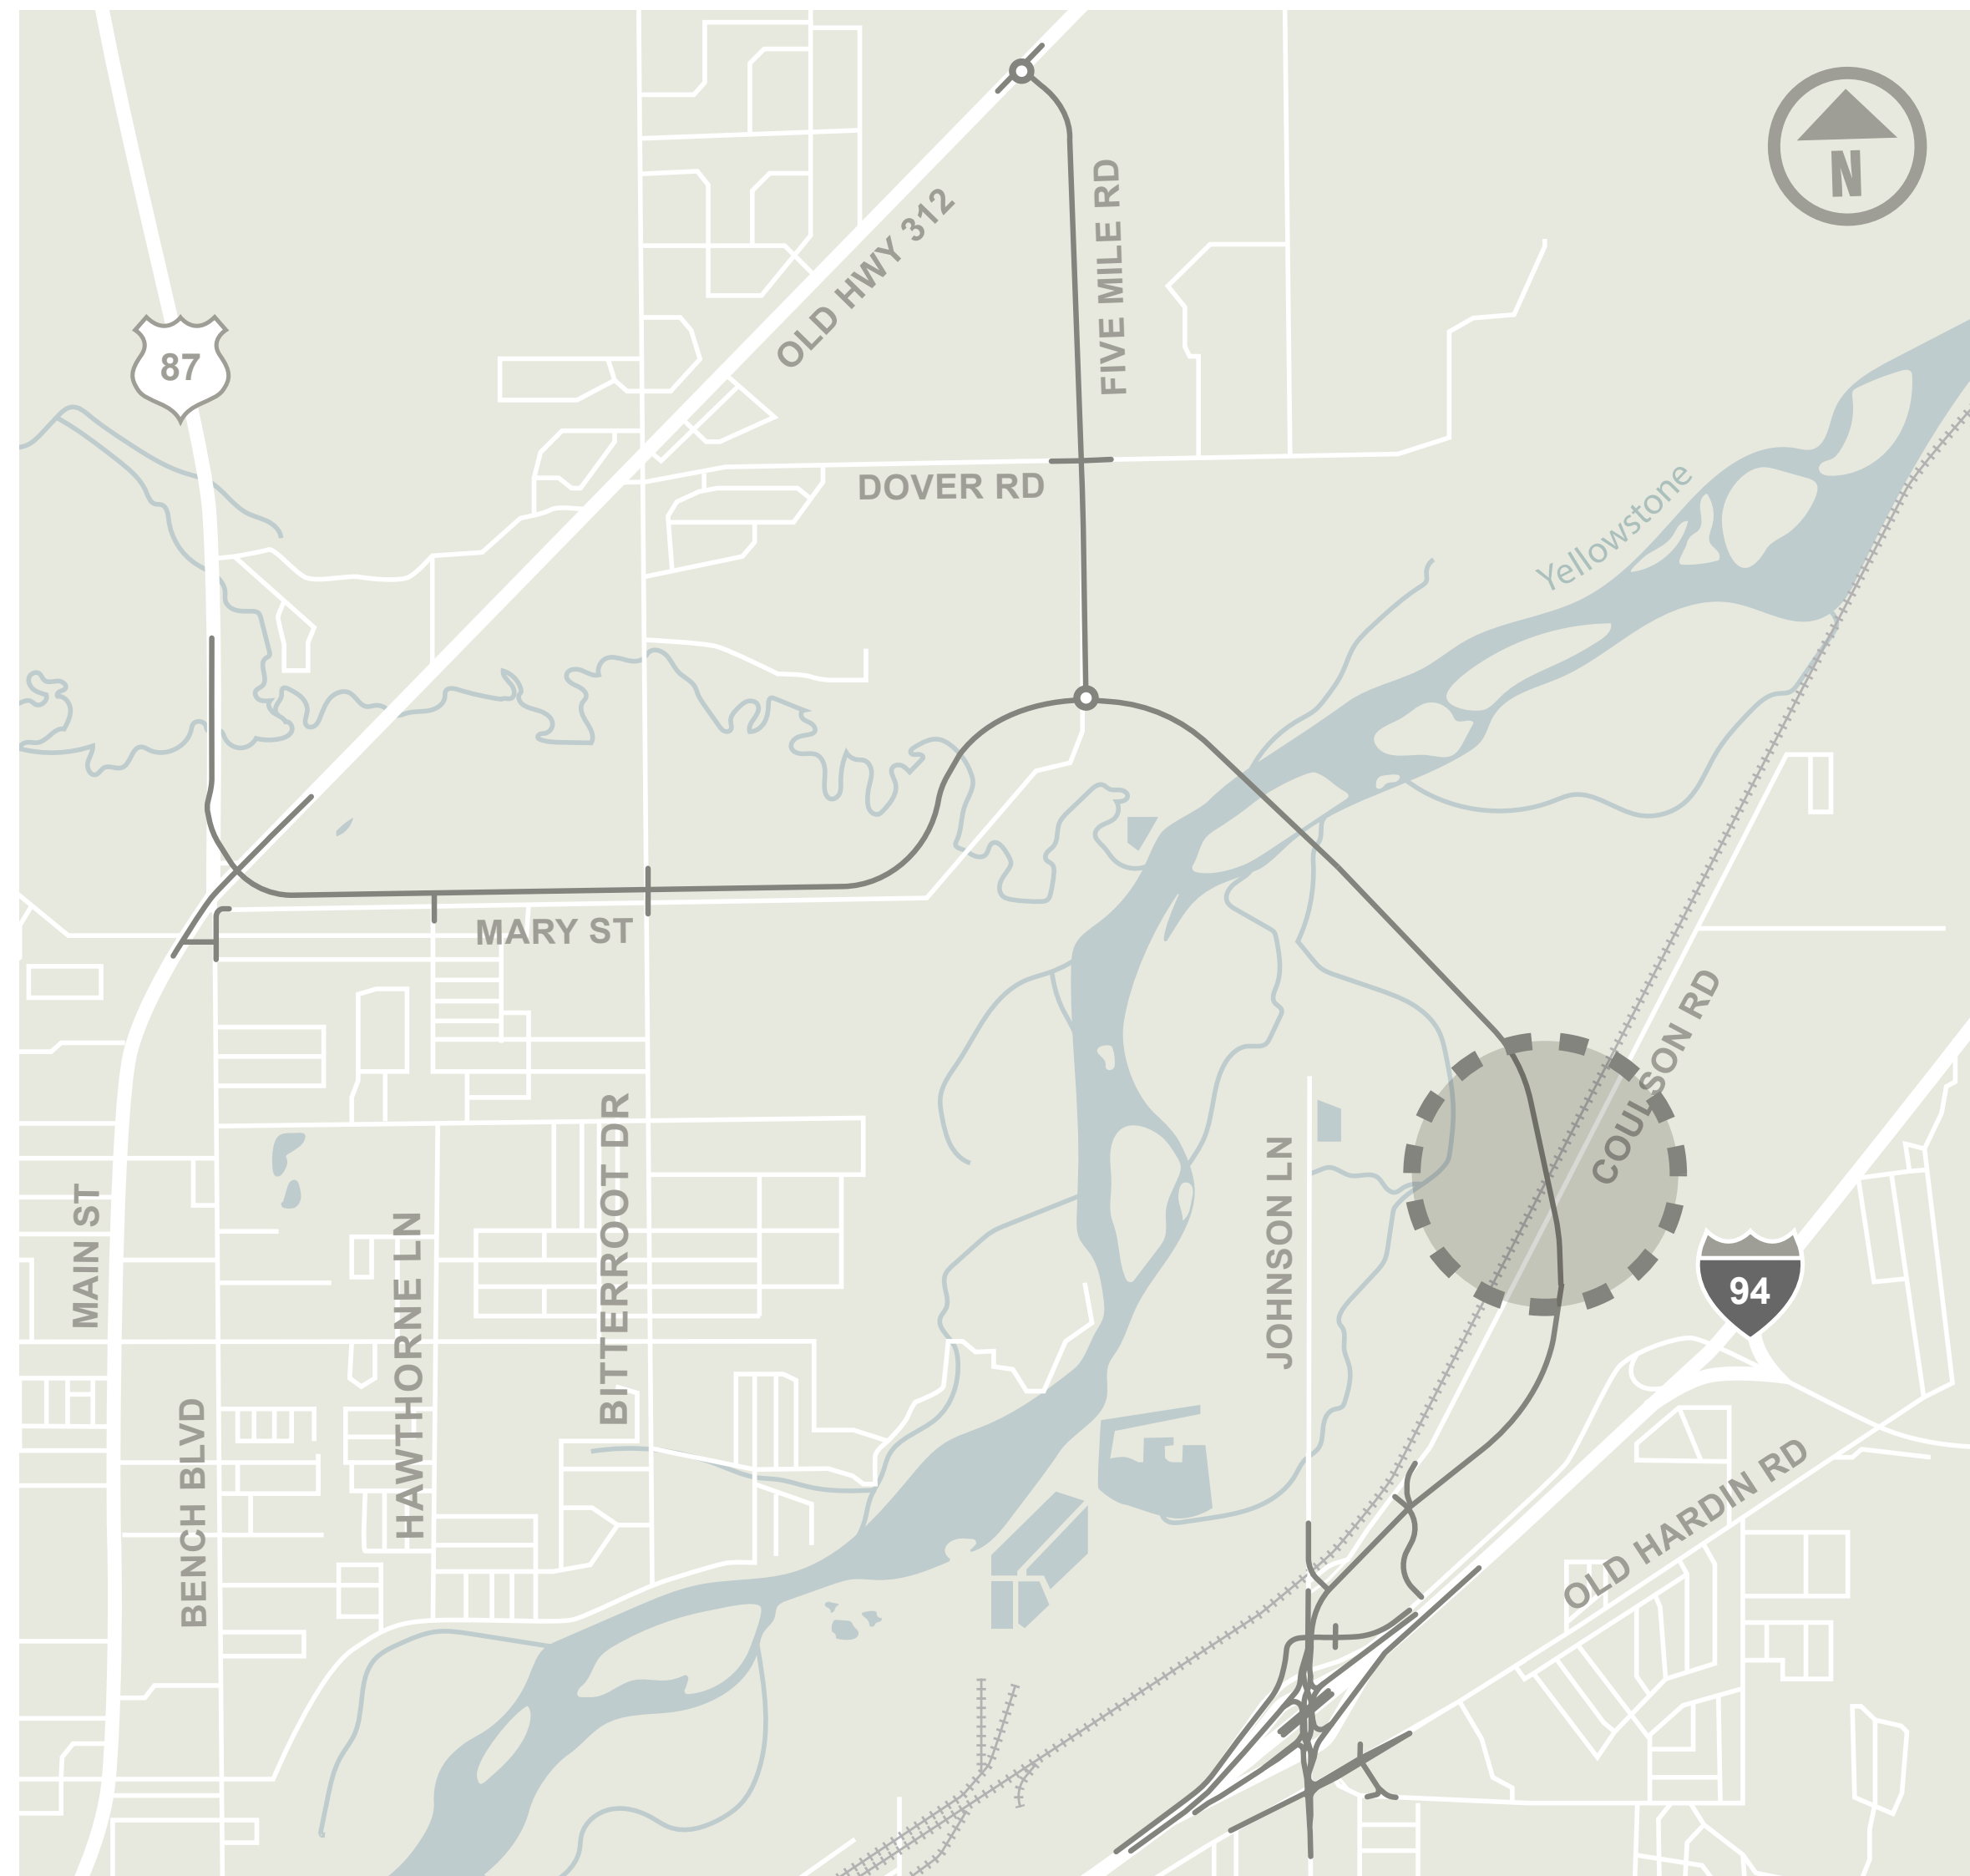 N
OLD HWY 312
FIVE MILE RD
87
DOVER RD
Yellowstone
MARY ST
COULSON RD
BITTERROOT DR
JOHNSON LN
MAIN ST
HAWTHORNE LN
94
BENCH BLVD
OLD HARDIN RD